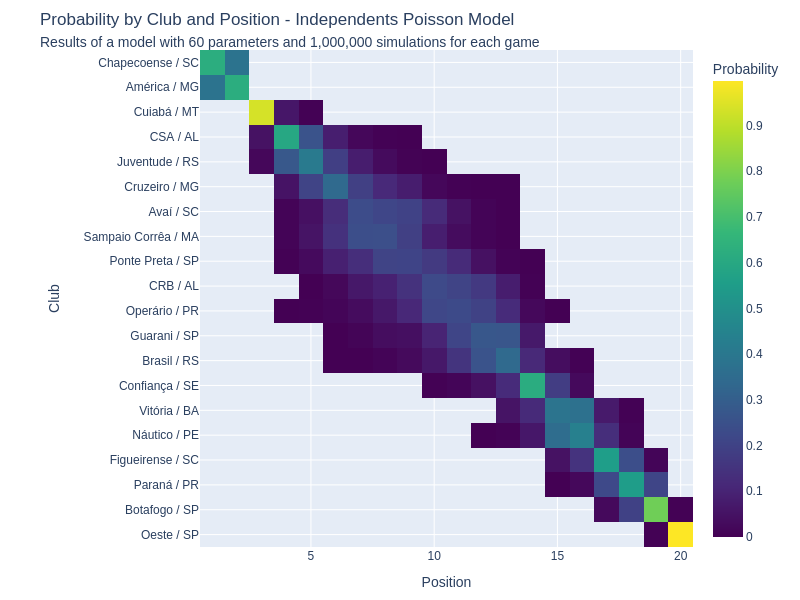 Probability by Club and Position - Independents Poisson Model
Results of a model with 60 parameters and 1,000,000 simulations for each game
Probability
Club
Chapecoense / SC
América / MG
Cuiabá / MT
CSA / AL
Juventude / RS
Cruzeiro / MG
Avaí / SC
Sampaio Corrêa / MA
Ponte Preta / SP
CRB / AL
Operário / PR
Guarani / SP
Brasil / RS
Confiança / SE
Vitória / BA
Náutico / PE
Figueirense / SC
Paraná / PR
Botafogo / SP
Oeste / SP
0.9
0.8
0.7
0.6
0.5
0.4
0.3
0.2
0.1
0
5
10
15
20
Position